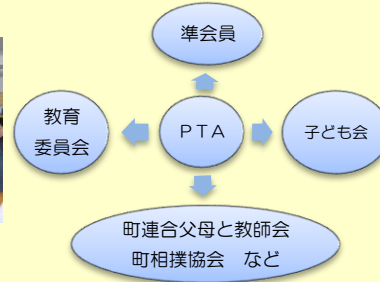 準会員
教育
委員会
ＰＴＡ
子ども会
町連合父母と教師会
町相撲協会　など